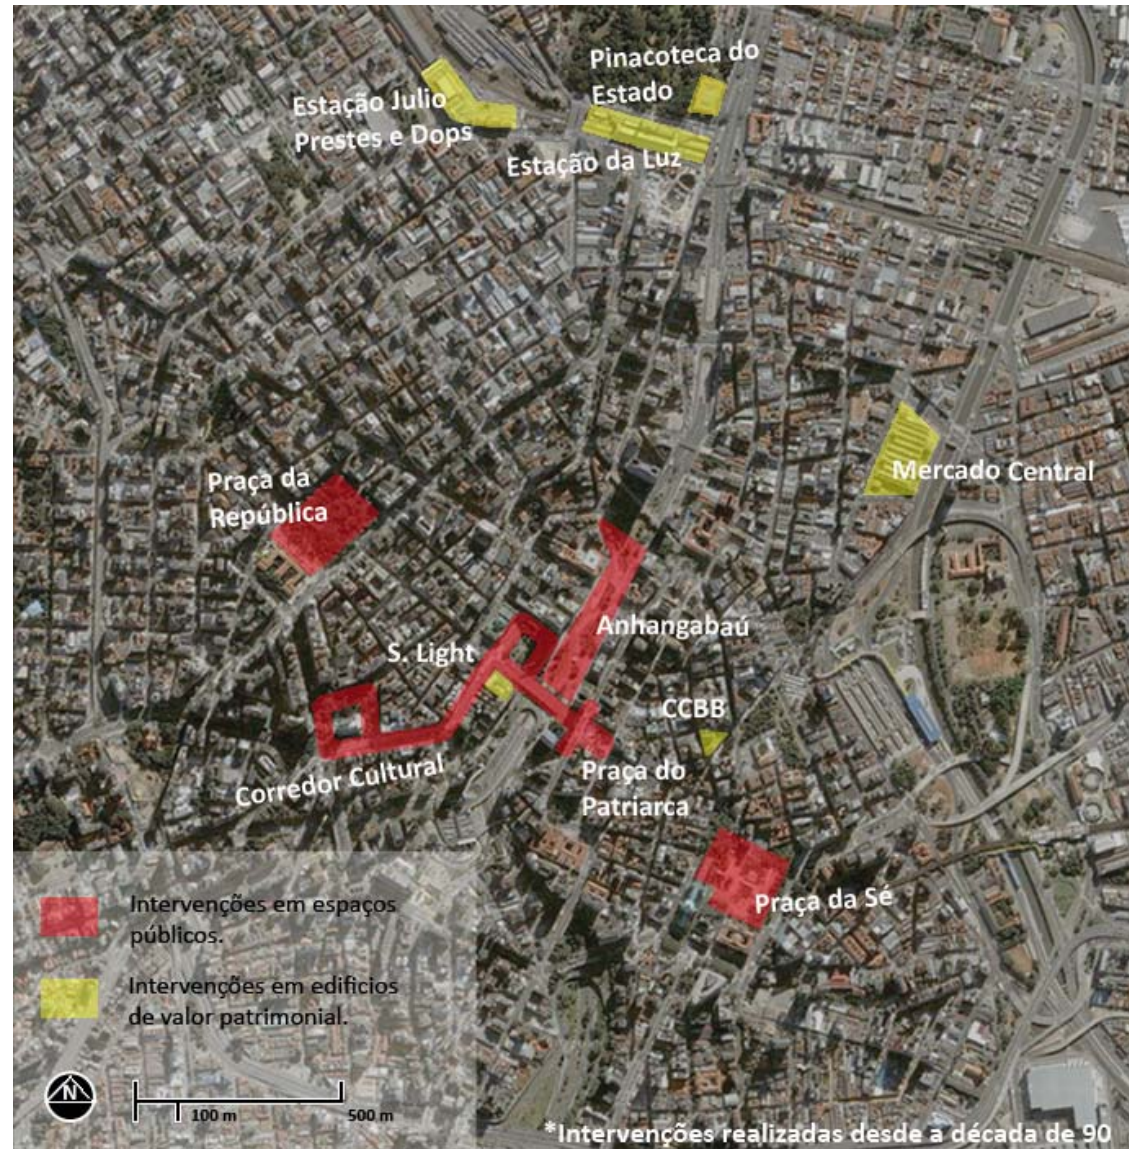 Pinacoteca do
Estado
Estação Julio
Prestes e Dops
Estação da Luz
Mercado Central
Praça da
República
Anhangabaú
S. Light
CCBB
Praça do
Patriarca
Corredor Cultural
Praça da Sé
Intervenções em espaços
públicos.
Intervenções em edificios
de valor patrimonial.
N
100 m
500 m
*Intervenções realizadas desde a década de 90